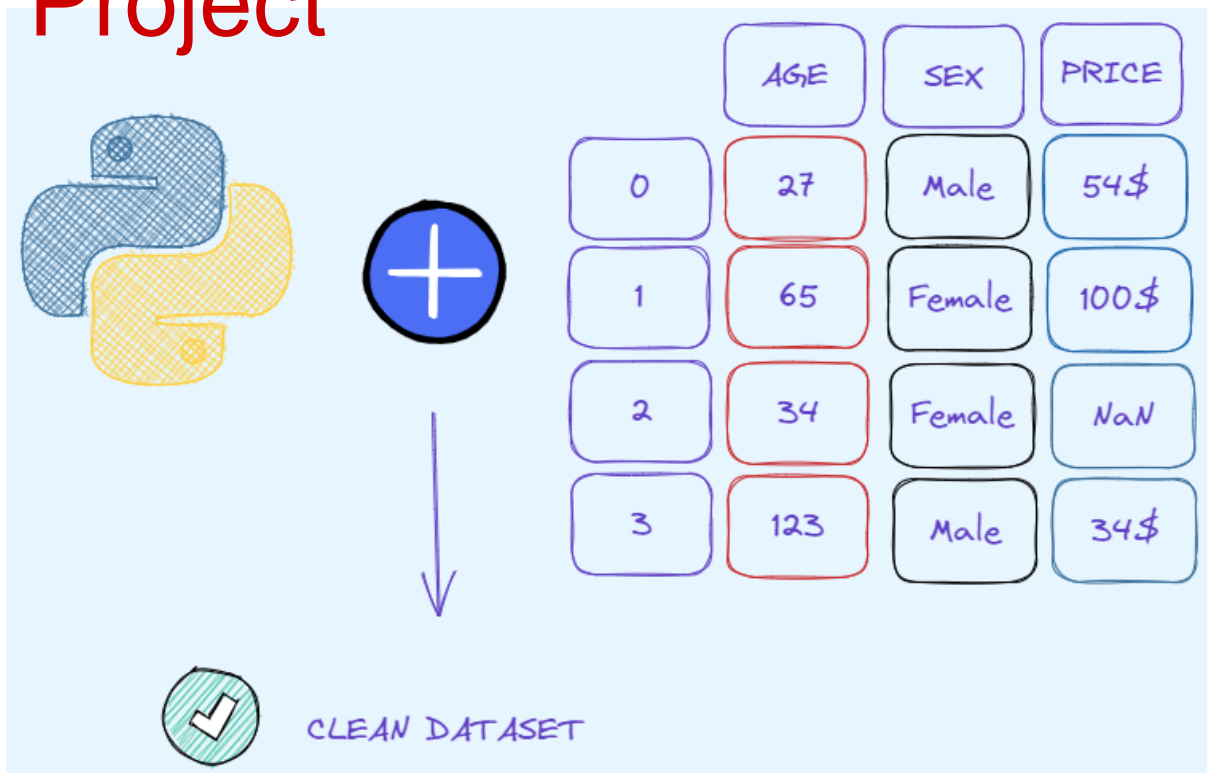 Project
AGE SEX PRICE
0 27 Male 54$
1 65 Female 100$
2 34 Female NaN
3 123 Male 34$
CLEAN DATASET